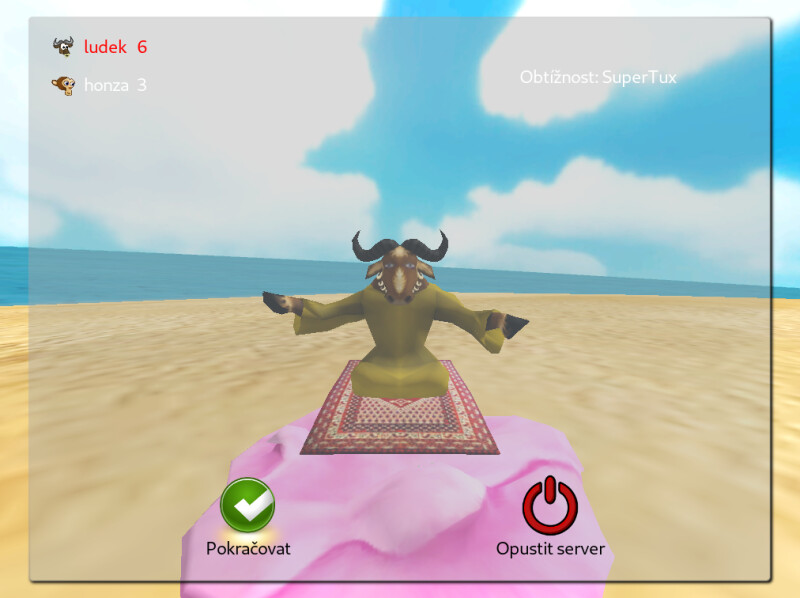 ludek 6
honza 3
Obtížnost: SuperTux
Pokračovat
Opustit server